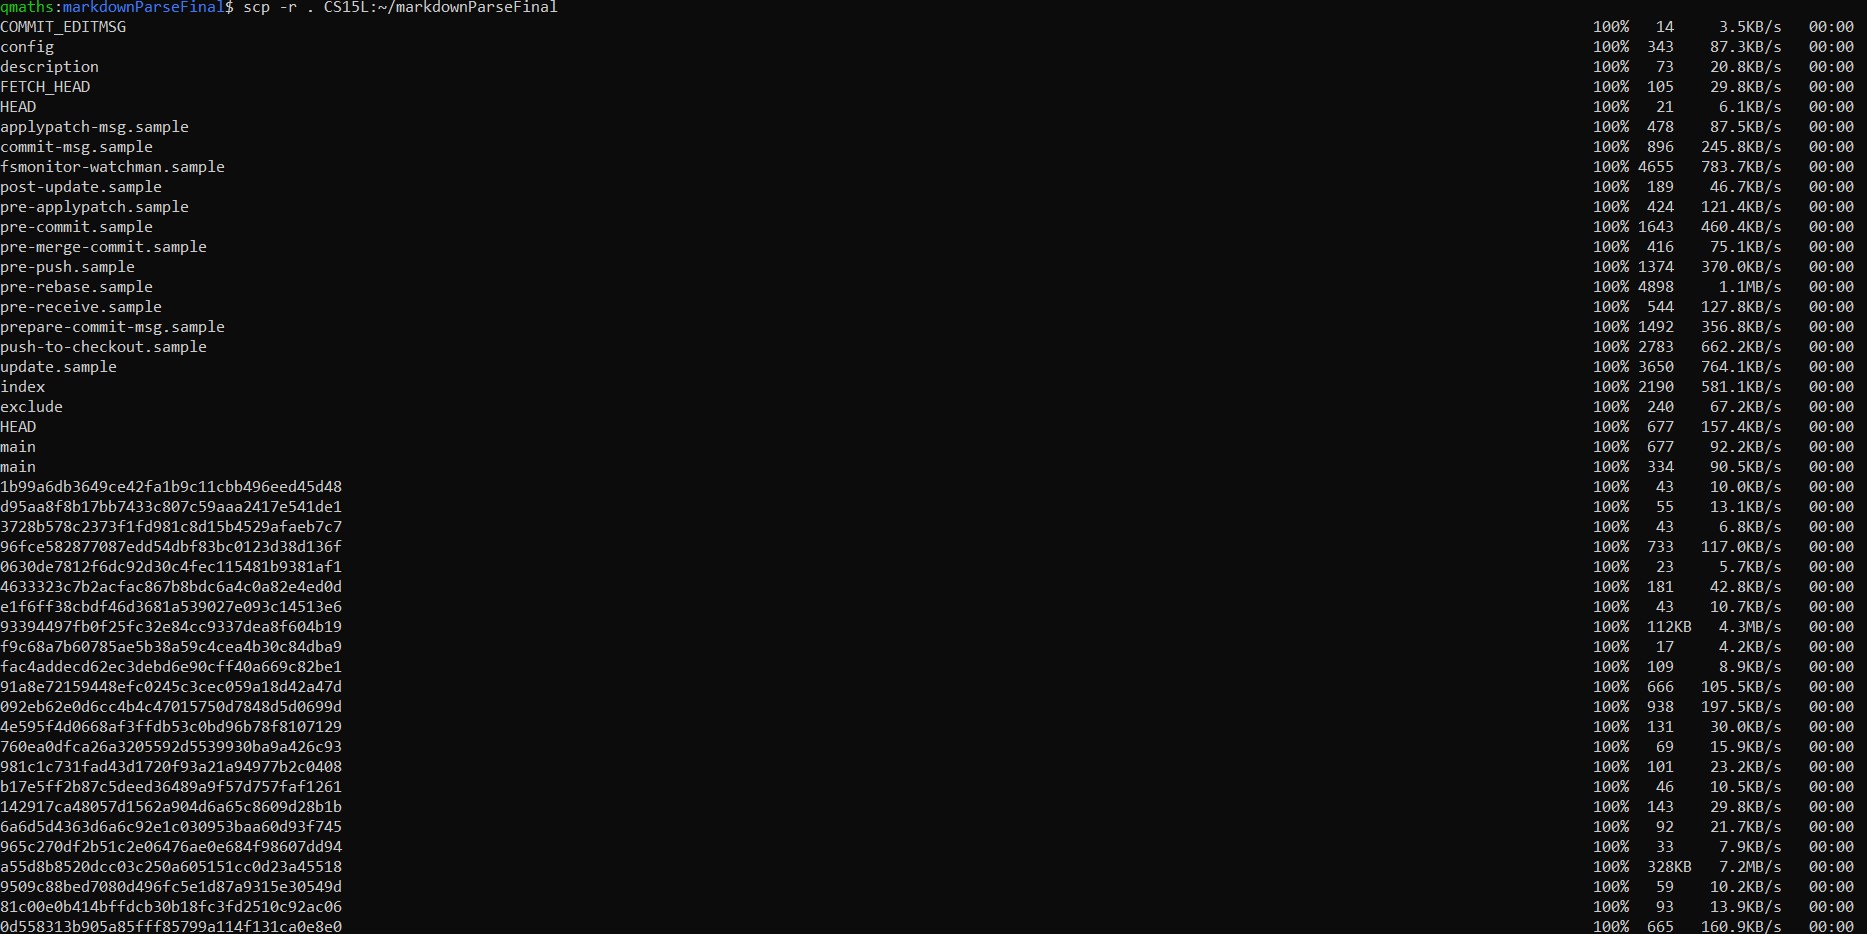 qmaths:markdownParseFinal$ scp -r . CS15L:~/markdownParseFinal
COMMIT_EDITMSG 100% 14 3.5KB/s 00:00
config 100% 343 87.3KB/s 00:00
description 100% 73 20.8KB/s 00:00
FETCH_HEAD 100% 105 29.8KB/s 00:00
HEAD 100% 21 6.1KB/s 00:00
applypatch-msg.sample 100% 478 87.5KB/s 00:00
commit-msg.sample 100% 896 245.8KB/s 00:00
fsmonitor-watchman.sample 100% 4655 783.7KB/s 00:00
post-update.sample 100% 189 46.7KB/s 00:00
pre-applypatch.sample 100% 424 121.4KB/s 00:00
pre-commit.sample 100% 1643 460.4KB/s 00:00
pre-merge-commit.sample 100% 416 75.1KB/s 00:00
pre-push.sample 100% 1374 370.0KB/s 00:00
pre-rebase.sample 100% 4898 1.1MB/s 00:00
pre-receive.sample 100% 544 127.8KB/s 00:00
prepare-commit-msg.sample 100% 1492 356.8KB/s 00:00
push-to-checkout.sample 100% 2783 662.2KB/s 00:00
update.sample 100% 3650 764.1KB/s 00:00
index 100% 2190 581.1KB/s 00:00
exclude 100% 240 67.2KB/s 00:00
HEAD 100% 677 157.4KB/s 00:00
main 100% 677 92.2KB/s 00:00
main 100% 334 90.5KB/s 00:00
1b99a6db3649ce42fa1b9c11cbb496eed45d48 100% 43 10.0KB/s 00:00
d95aa8f8b17bb7433c807c59aaa2417e541de1 100% 55 13.1KB/s 00:00
3728b578c2373f1fd981c8d15b4529afaeb7c7 100% 43 6.8KB/s 00:00
96fce582877087edd54dbf83bc0123d38d136f 100% 733 117.0KB/s 00:00
0630de7812f6dc92d30c4fec115481b9381af1 100% 23 5.7KB/s 00:00
4633323c7b2acfac867b8bdc6a4c0a82e4ed0d 100% 181 42.8KB/s 00:00
e1f6ff38cbdf46d3681a539027e093c14513e6 100% 43 10.7KB/s 00:00
93394497fb0f25fc32e84cc9337dea8f604b19 100% 112KB 4.3MB/s 00:00
f9c68a7b60785ae5b38a59c4cea4b30c84dba9 100% 17 4.2KB/s 00:00
fac4addecd62ec3debd6e90cff40a669c82be1 100% 109 8.9KB/s 00:00
91a8e72159448efc0245c3cec059a18d42a47d 100% 666 105.5KB/s 00:00
092eb62e0d6cc4b4c47015750d7848d5d0699d 100% 938 197.5KB/s 00:00
4e595f4d0668af3ffdb53c0bd96b78f8107129 100% 131 30.0KB/s 00:00
760ea0dfca26a3205592d5539930ba9a426c93 100% 69 15.9KB/s 00:00
981c1c731fad43d1720f93a21a94977b2c0408 100% 101 23.2KB/s 00:00
b17e5ff2b87c5deed36489a9f57d757faf1261 100% 46 10.5KB/s 00:00
142917ca48057d1562a904d6a65c8609d28b1b 100% 143 29.8KB/s 00:00
6a6d5d4363d6a6c92e1c030953baa60d93f745 100% 92 21.7KB/s 00:00
965c270df2b51c2e06476ae0e684f98607dd94 100% 33 7.9KB/s 00:00
a55d8b8520dcc03c250a605151cc0d23a45518 100% 328KB 7.2MB/s 00:00
9509c88bed7080d496fc5e1d87a9315e30549d 100% 59 10.2KB/s 00:00
81c00e0b414bffdcb30b18fc3fd2510c92ac06 100% 93 13.9KB/s 00:00
0d558313b905a85fff85799a114f131ca0e8e0 100% 665 160.9KB/s 00:00